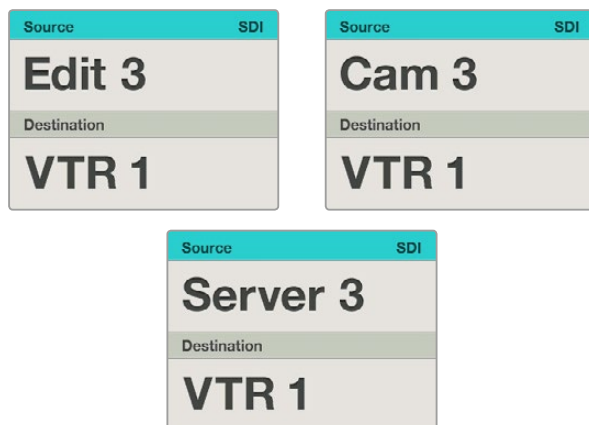 Source SDI
Edit 3
Destination
VTR 1
Source SDI
Cam 3
Destination
VTR 1
Source SDI
Server 3
Destination
VTR 1